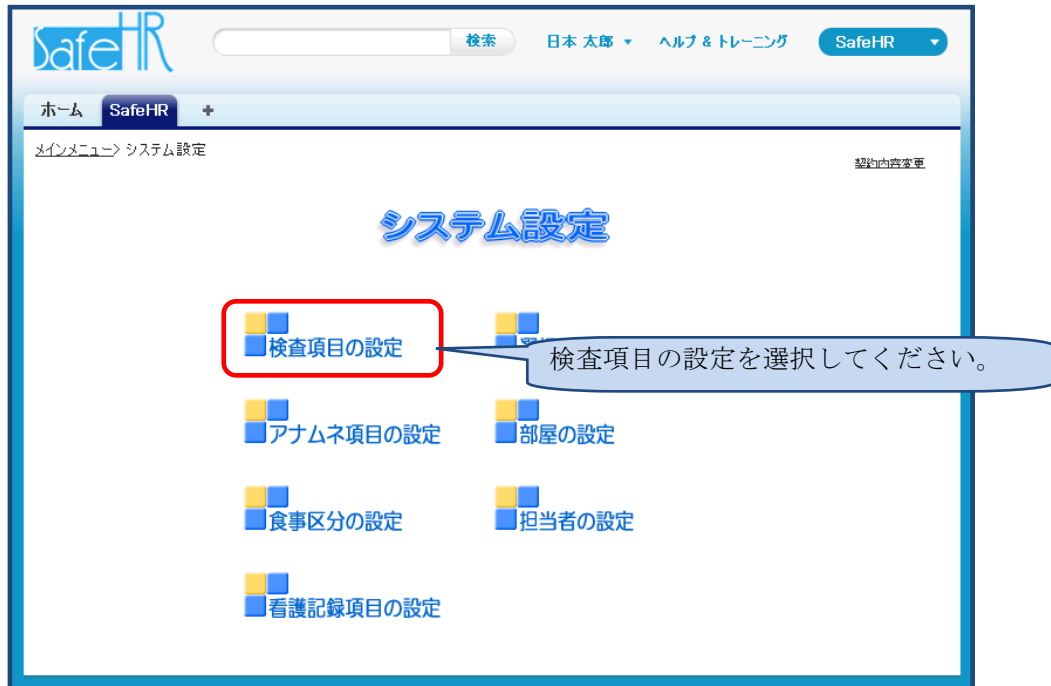 SafeHR
検索
日本 太郎
ヘルプ & トレーニング
SafeHR
ホーム
SafeHR
+
メインメニュー> システム設定
契約内容変更
システム設定
検査項目の設定
検査項目の設定を選択してください。
アナムネ項目の設定
部屋の設定
食事区分の設定
担当者の設定
看護記録項目の設定